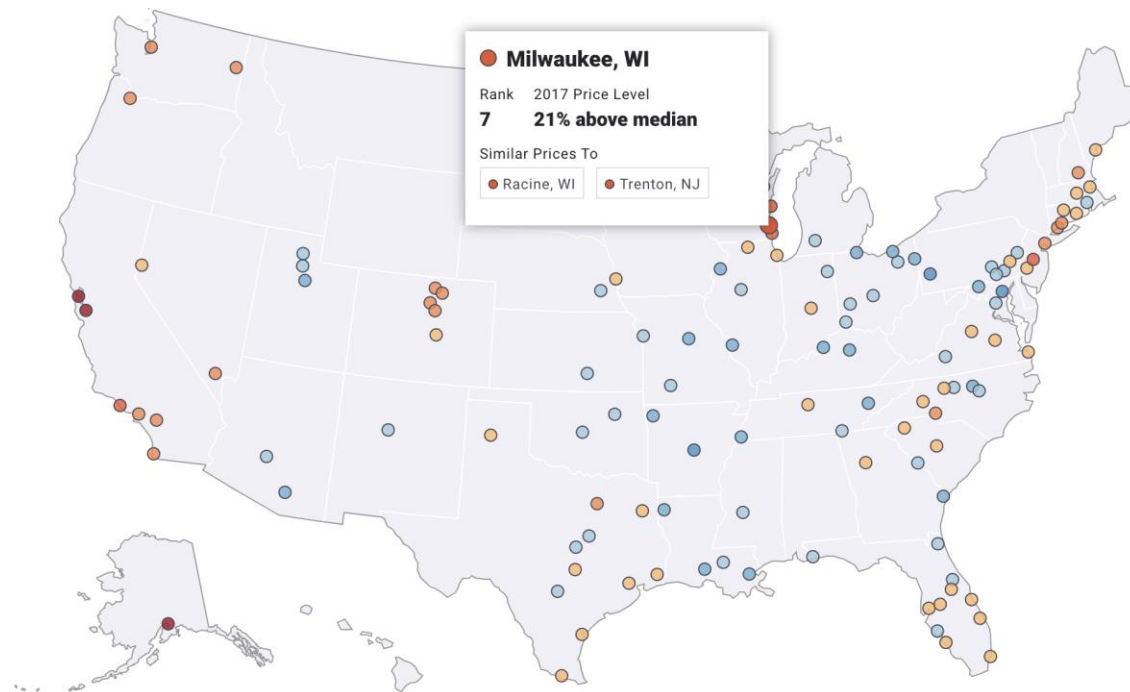 Milwaukee, WI
Rank 2017 Price Level
7 21% above median
Similar Prices To
Racine, WI Trenton, NJ